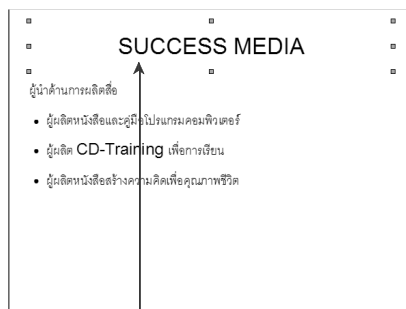 SUCCESS MEDIA
ผู้นำด้านการผลิตสื่อ
• ผู้ผลิตหนังสือและคู่มือโปรแกรมคอมพิวเตอร์
• ผู้ผลิต CD-Training เพื่อการเรียน
• ผู้ผลิตหนังสือสร้างความคิดเพื่อคุณภาพชีวิต